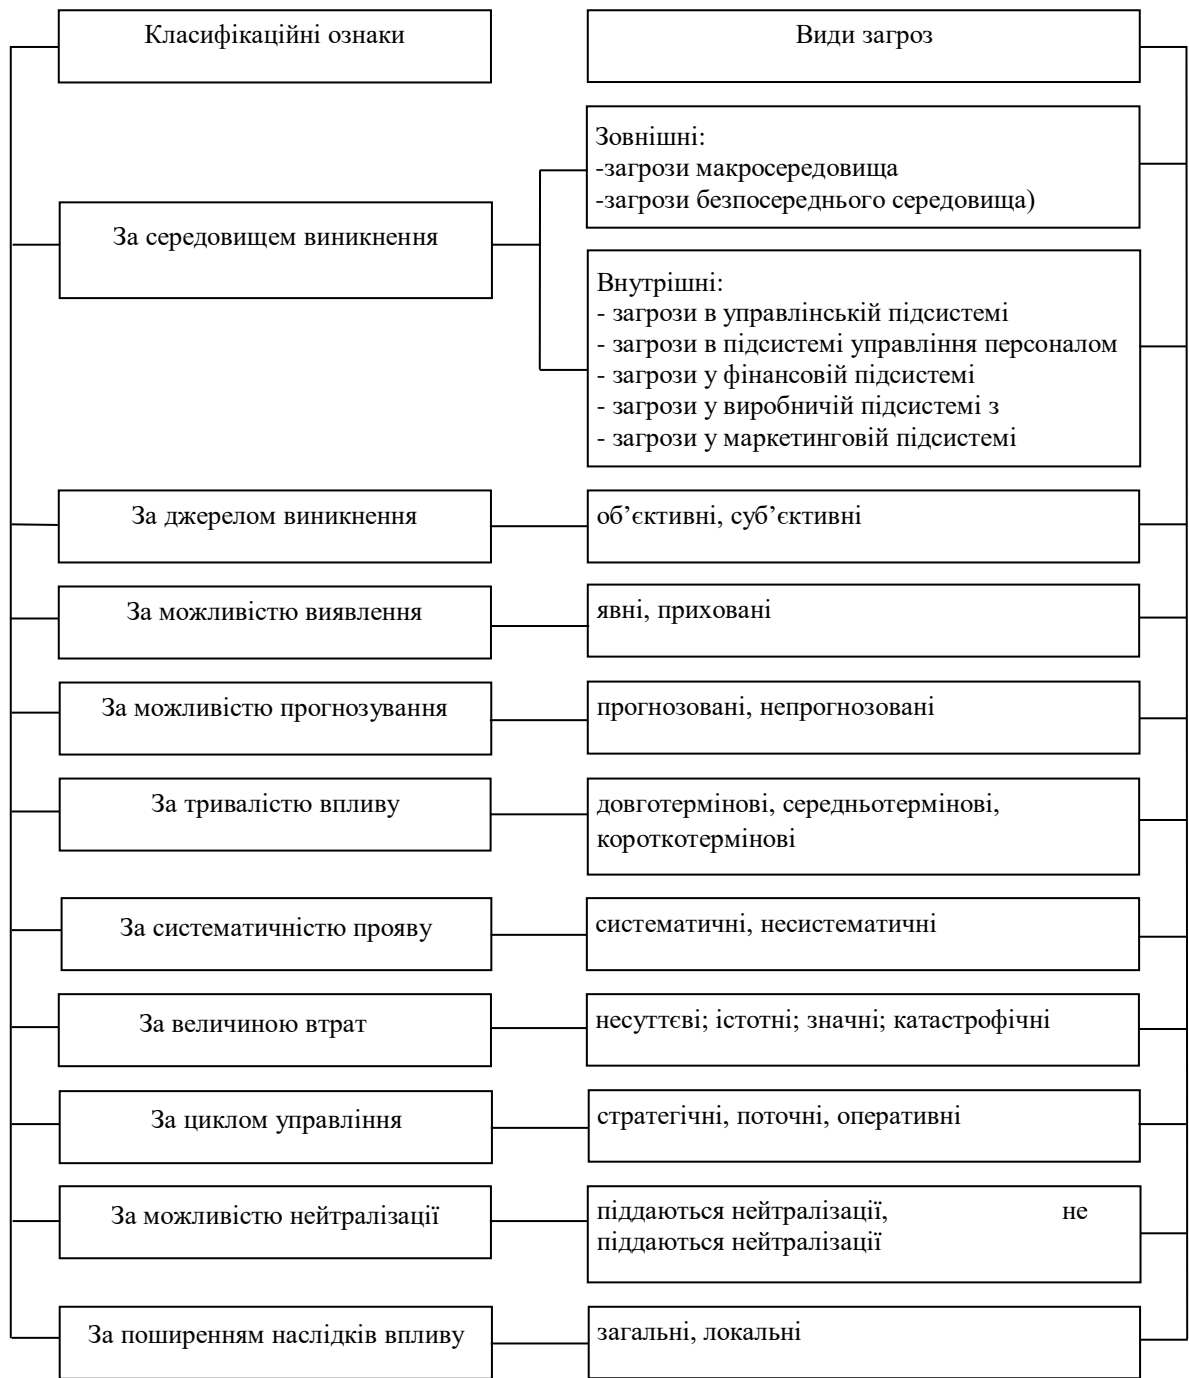 Класифікаційні ознаки
Види загроз
За середовищем виникнення
Зовнішні:
-загрози макросередовища
-загрози безпосереднього середовища)
Внутрішні:
- загрози в управлінській підсистемі
- загрози в підсистемі управління персоналом
- загрози у фінансовій підсистемі
- загрози у виробничій підсистемі з
- загрози у маркетинговій підсистемі
За джерелом виникнення
об’єктивні, суб’єктивні
За можливістю виявлення
явні, приховані
За можливістю прогнозування
прогнозовані, непрогнозовані
За тривалістю впливу
довготермінові, середньотермінові,
короткотермінові
За систематичністю прояву
систематичні, несистематичні
За величиною втрат
несуттєві; істотні; значні; катастрофічні
За циклом управління
стратегічні, поточні, оперативні
За можливістю нейтралізації
піддаються нейтралізації, не
піддаються нейтралізації
За поширенням наслідків впливу
загальні, локальні